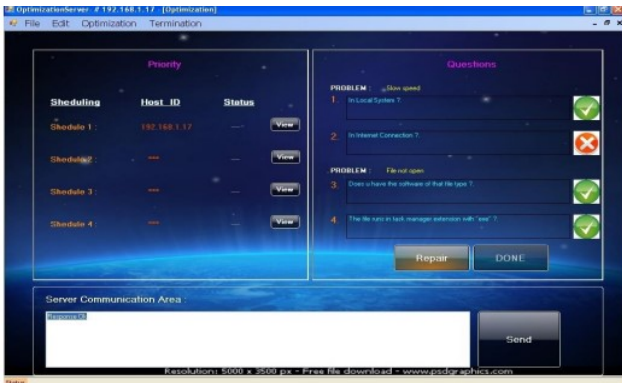 OptimizationServer # 192.168.1.17 - [Optimization]
File Edit Optimization Termination
Priority
Sheduling Host_ID Status
Shedule 1 : 192.168.1.17 ---- View
Shedule 2 : *** ---- View
Shedule 3 : *** ---- View
Shedule 4 : *** ---- View
Questions
PROBLEM : Slow speed
1. In Local System ?.
2. In Internet Connection ?.
PROBLEM : File not open
3. Does u have the software of that file type ?.
4. The file runs in task manager extension with "exe" ?.
Repair DONE
Server Communication Area :
Response Ok
Send
Resolution: 5000 x 3500 px - Free file download - www.psdgraphics.com
Status